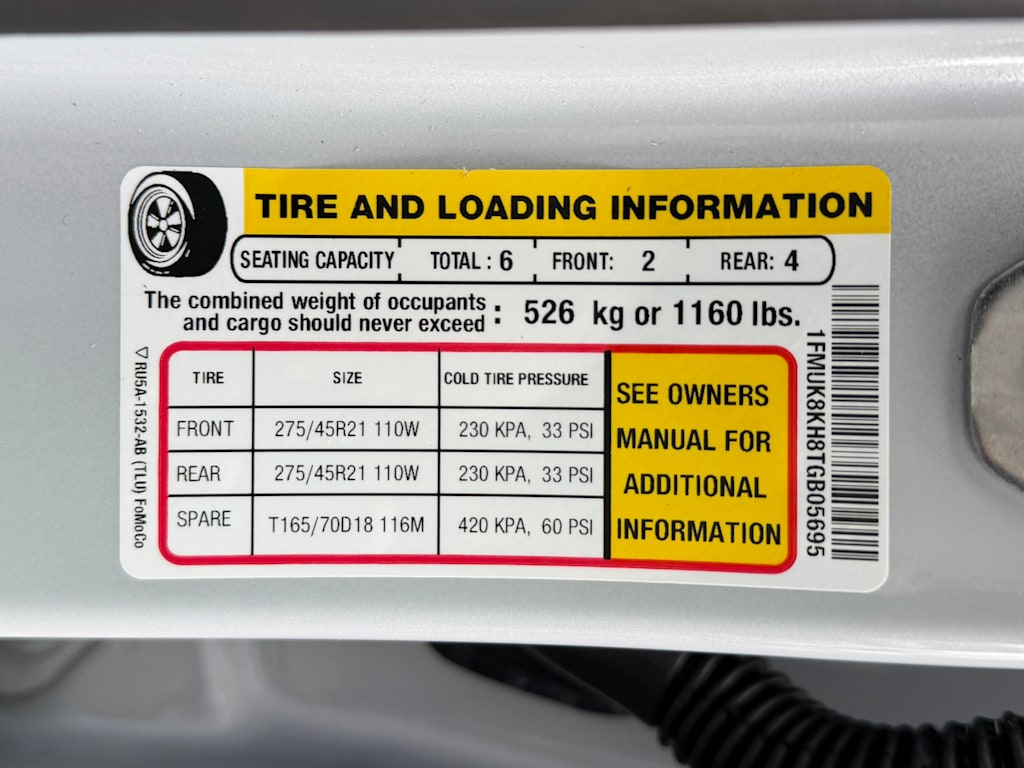 TIRE AND LOADING INFORMATION
SEATING CAPACITY TOTAL : 6 FRONT: 2 REAR: 4
The combined weight of occupants
and cargo should never exceed : 526 kg or 1160 lbs.
TIRE SIZE COLD TIRE PRESSURE
FRONT 275/45R21 110W 230 KPA, 33 PSI
REAR 275/45R21 110W 230 KPA, 33 PSI
SPARE T165/70D18 116M 420 KPA, 60 PSI
SEE OWNERS
MANUAL FOR
ADDITIONAL
INFORMATION
▽RU5A-1532-AB (TLU) FoMoCo
1FMUK8KH8TGB05695